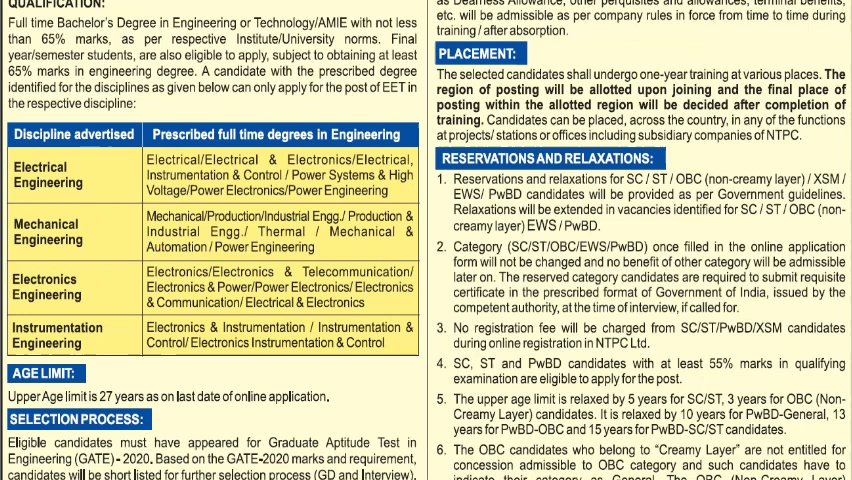 QUALIFICATION:
Full time Bachelor's Degree in Engineering or Technology/AMIE with not less
than 65% marks, as per respective Institute/University norms. Final
year/semester students, are also eligible to apply, subject to obtaining at least
65% marks in engineering degree. A candidate with the prescribed degree
identified for the disciplines as given below can only apply for the post of EET in
the respective discipline:
Discipline advertised Prescribed full time degrees in Engineering
Electrical
Engineering
Electrical/Electrical & Electronics/Electrical,
Instrumentation & Control / Power Systems & High
Voltage/Power Electronics/Power Engineering
Mechanical
Engineering
Mechanical/Production/Industrial Engg./ Production &
Industrial Engg./ Thermal / Mechanical &
Automation / Power Engineering
Electronics
Engineering
Electronics/Electronics & Telecommunication/
Electronics & Power/Power Electronics/ Electronics
& Communication/ Electrical & Electronics
Instrumentation
Engineering
Electronics & Instrumentation / Instrumentation &
Control/ Electronics Instrumentation & Control
AGE LIMIT:
Upper Age limit is 27 years as on last date of online application.
SELECTION PROCESS:
Eligible candidates must have appeared for Graduate Aptitude Test in
Engineering (GATE) - 2020. Based on the GATE-2020 marks and requirement,
candidates will be short listed for further selection process (GD and Interview).
as Dearness Allowance, other perquisites and allowances, terminal benefits,
etc. will be admissible as per company rules in force from time to time during
training / after absorption.
PLACEMENT:
The selected candidates shall undergo one-year training at various places. The
region of posting will be allotted upon joining and the final place of
posting within the allotted region will be decided after completion of
training. Candidates can be placed, across the country, in any of the functions
at projects/ stations or offices including subsidiary companies of NTPC.
RESERVATIONS AND RELAXATIONS:
1. Reservations and relaxations for SC / ST / OBC (non-creamy layer) / XSM /
EWS/ PwBD candidates will be provided as per Government guidelines.
Relaxations will be extended in vacancies identified for SC / ST / OBC (non-
creamy layer) EWS / PwBD.
2. Category (SC/ST/OBC/EWS/PwBD) once filled in the online application
form will not be changed and no benefit of other category will be admissible
later on. The reserved category candidates are required to submit requisite
certificate in the prescribed format of Government of India, issued by the
competent authority, at the time of interview, if called for.
3. No registration fee will be charged from SC/ST/PwBD/XSM candidates
during online registration in NTPC Ltd.
4. SC, ST and PwBD candidates with at least 55% marks in qualifying
examination are eligible to apply for the post.
5. The upper age limit is relaxed by 5 years for SC/ST, 3 years for OBC (Non-
Creamy Layer) candidates. It is relaxed by 10 years for PwBD-General, 13
years for PwBD-OBC and 15 years for PwBD-SC/ST candidates.
6. The OBC candidates who belong to “Creamy Layer” are not entitled for
concession admissible to OBC category and such candidates have to
indicate their category as General. The OBC (Non-Creamy Layer)